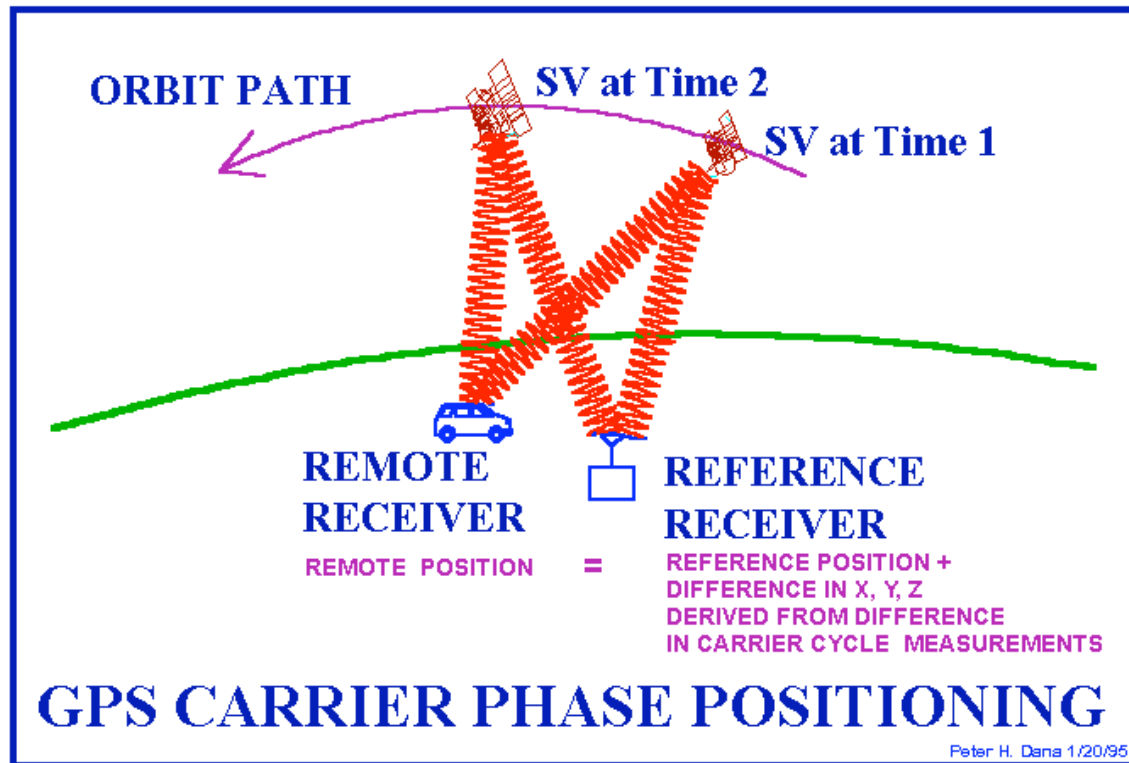 ORBIT PATH
SV at Time 2
SV at Time 1
REMOTE
RECEIVER
REFERENCE
RECEIVER
REMOTE POSITION =
REFERENCE POSITION +
DIFFERENCE IN X, Y, Z
DERIVED FROM DIFFERENCE
IN CARRIER CYCLE MEASUREMENTS
GPS CARRIER PHASE POSITIONING
Peter H. Dana 1/20/95